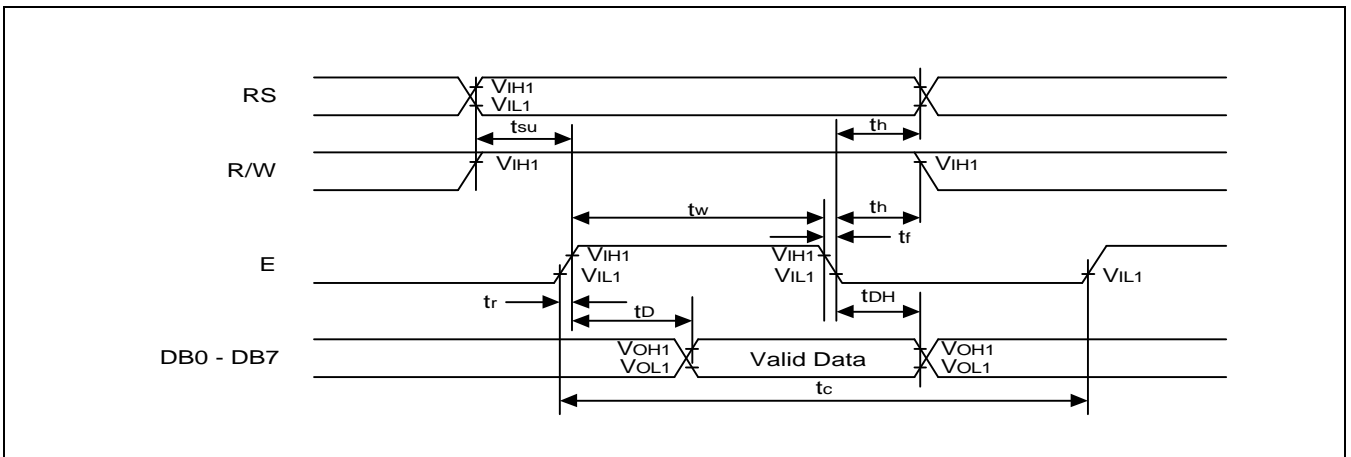 RS
VIH1
VIL1
tsu
th
R/W
VIH1
VIH1
tw
th
tf
E
VIH1
VIL1
VIH1
VIL1
VIL1
tr
tD
tDH
DB0 - DB7
VOH1
VOL1
Valid Data
VOH1
VOL1
tc